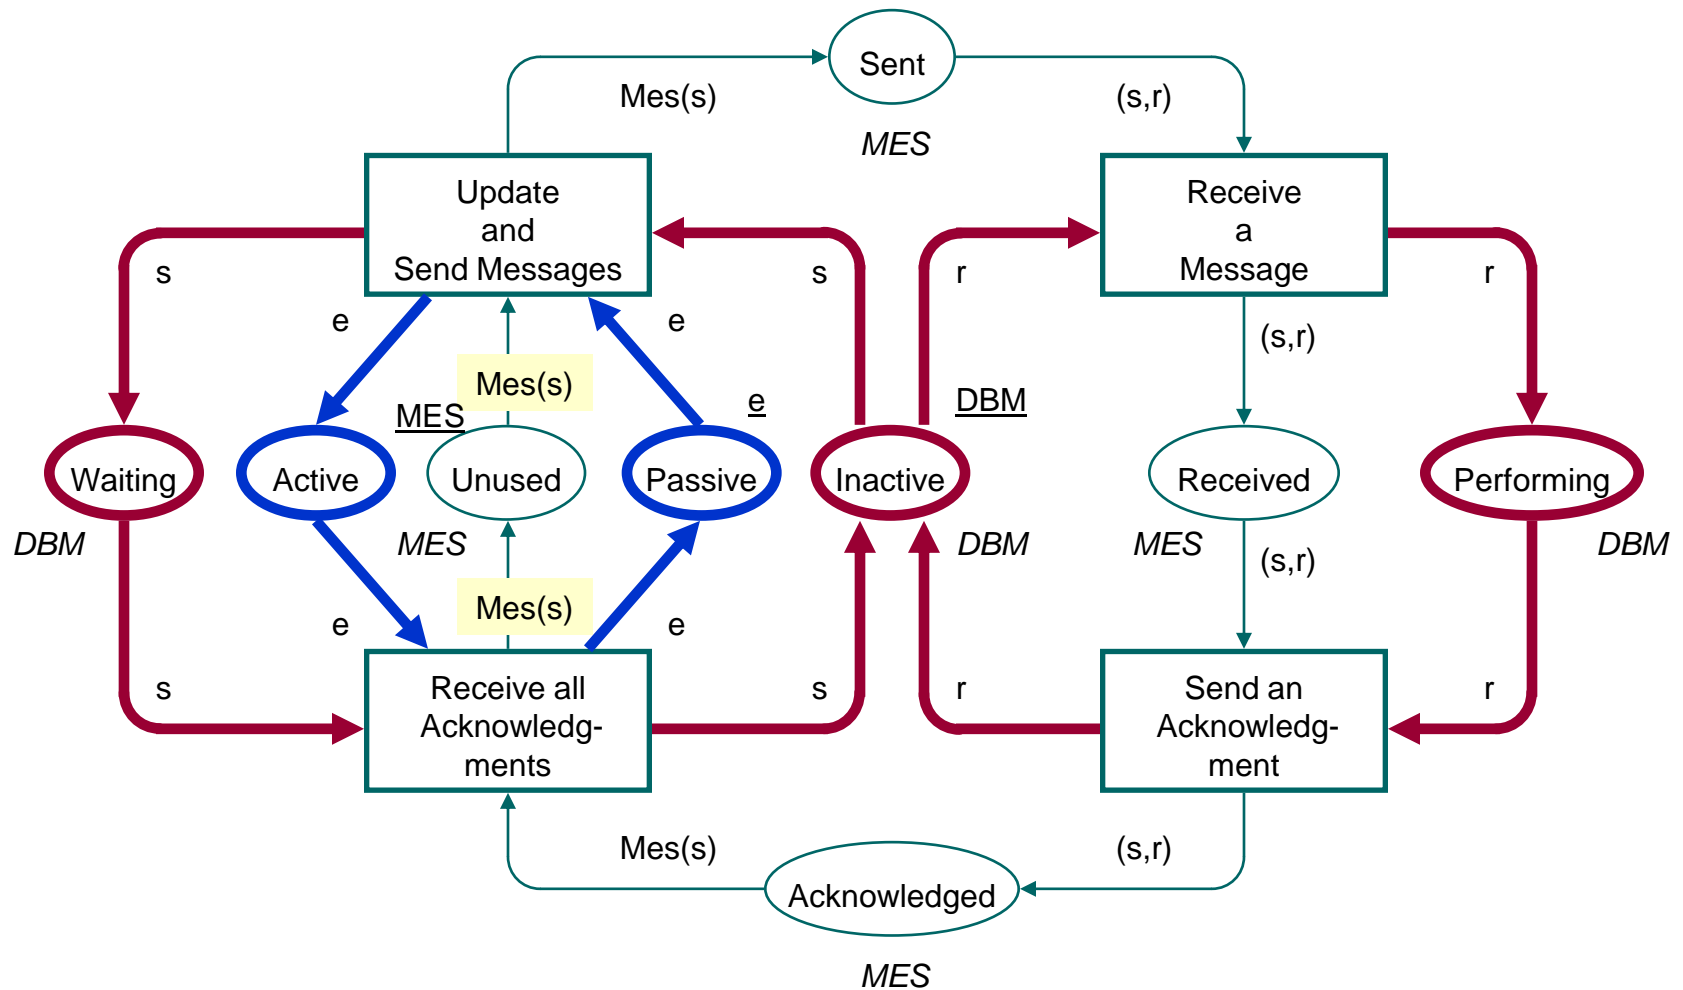 Sent
Mes(s)
(s,r)
MES
Update
and
Send Messages
Receive
a
Message
s
s
r
r
e
e
(s,r)
Mes(s)
MES
e
DBM
Waiting
Active
Unused
Passive
Inactive
Received
Performing
DBM
MES
DBM
MES
DBM
(s,r)
Mes(s)
e
e
s
s
r
r
Receive all
Acknowledg-
ments
Send an
Acknowledg-
ment
Mes(s)
(s,r)
Acknowledged
MES